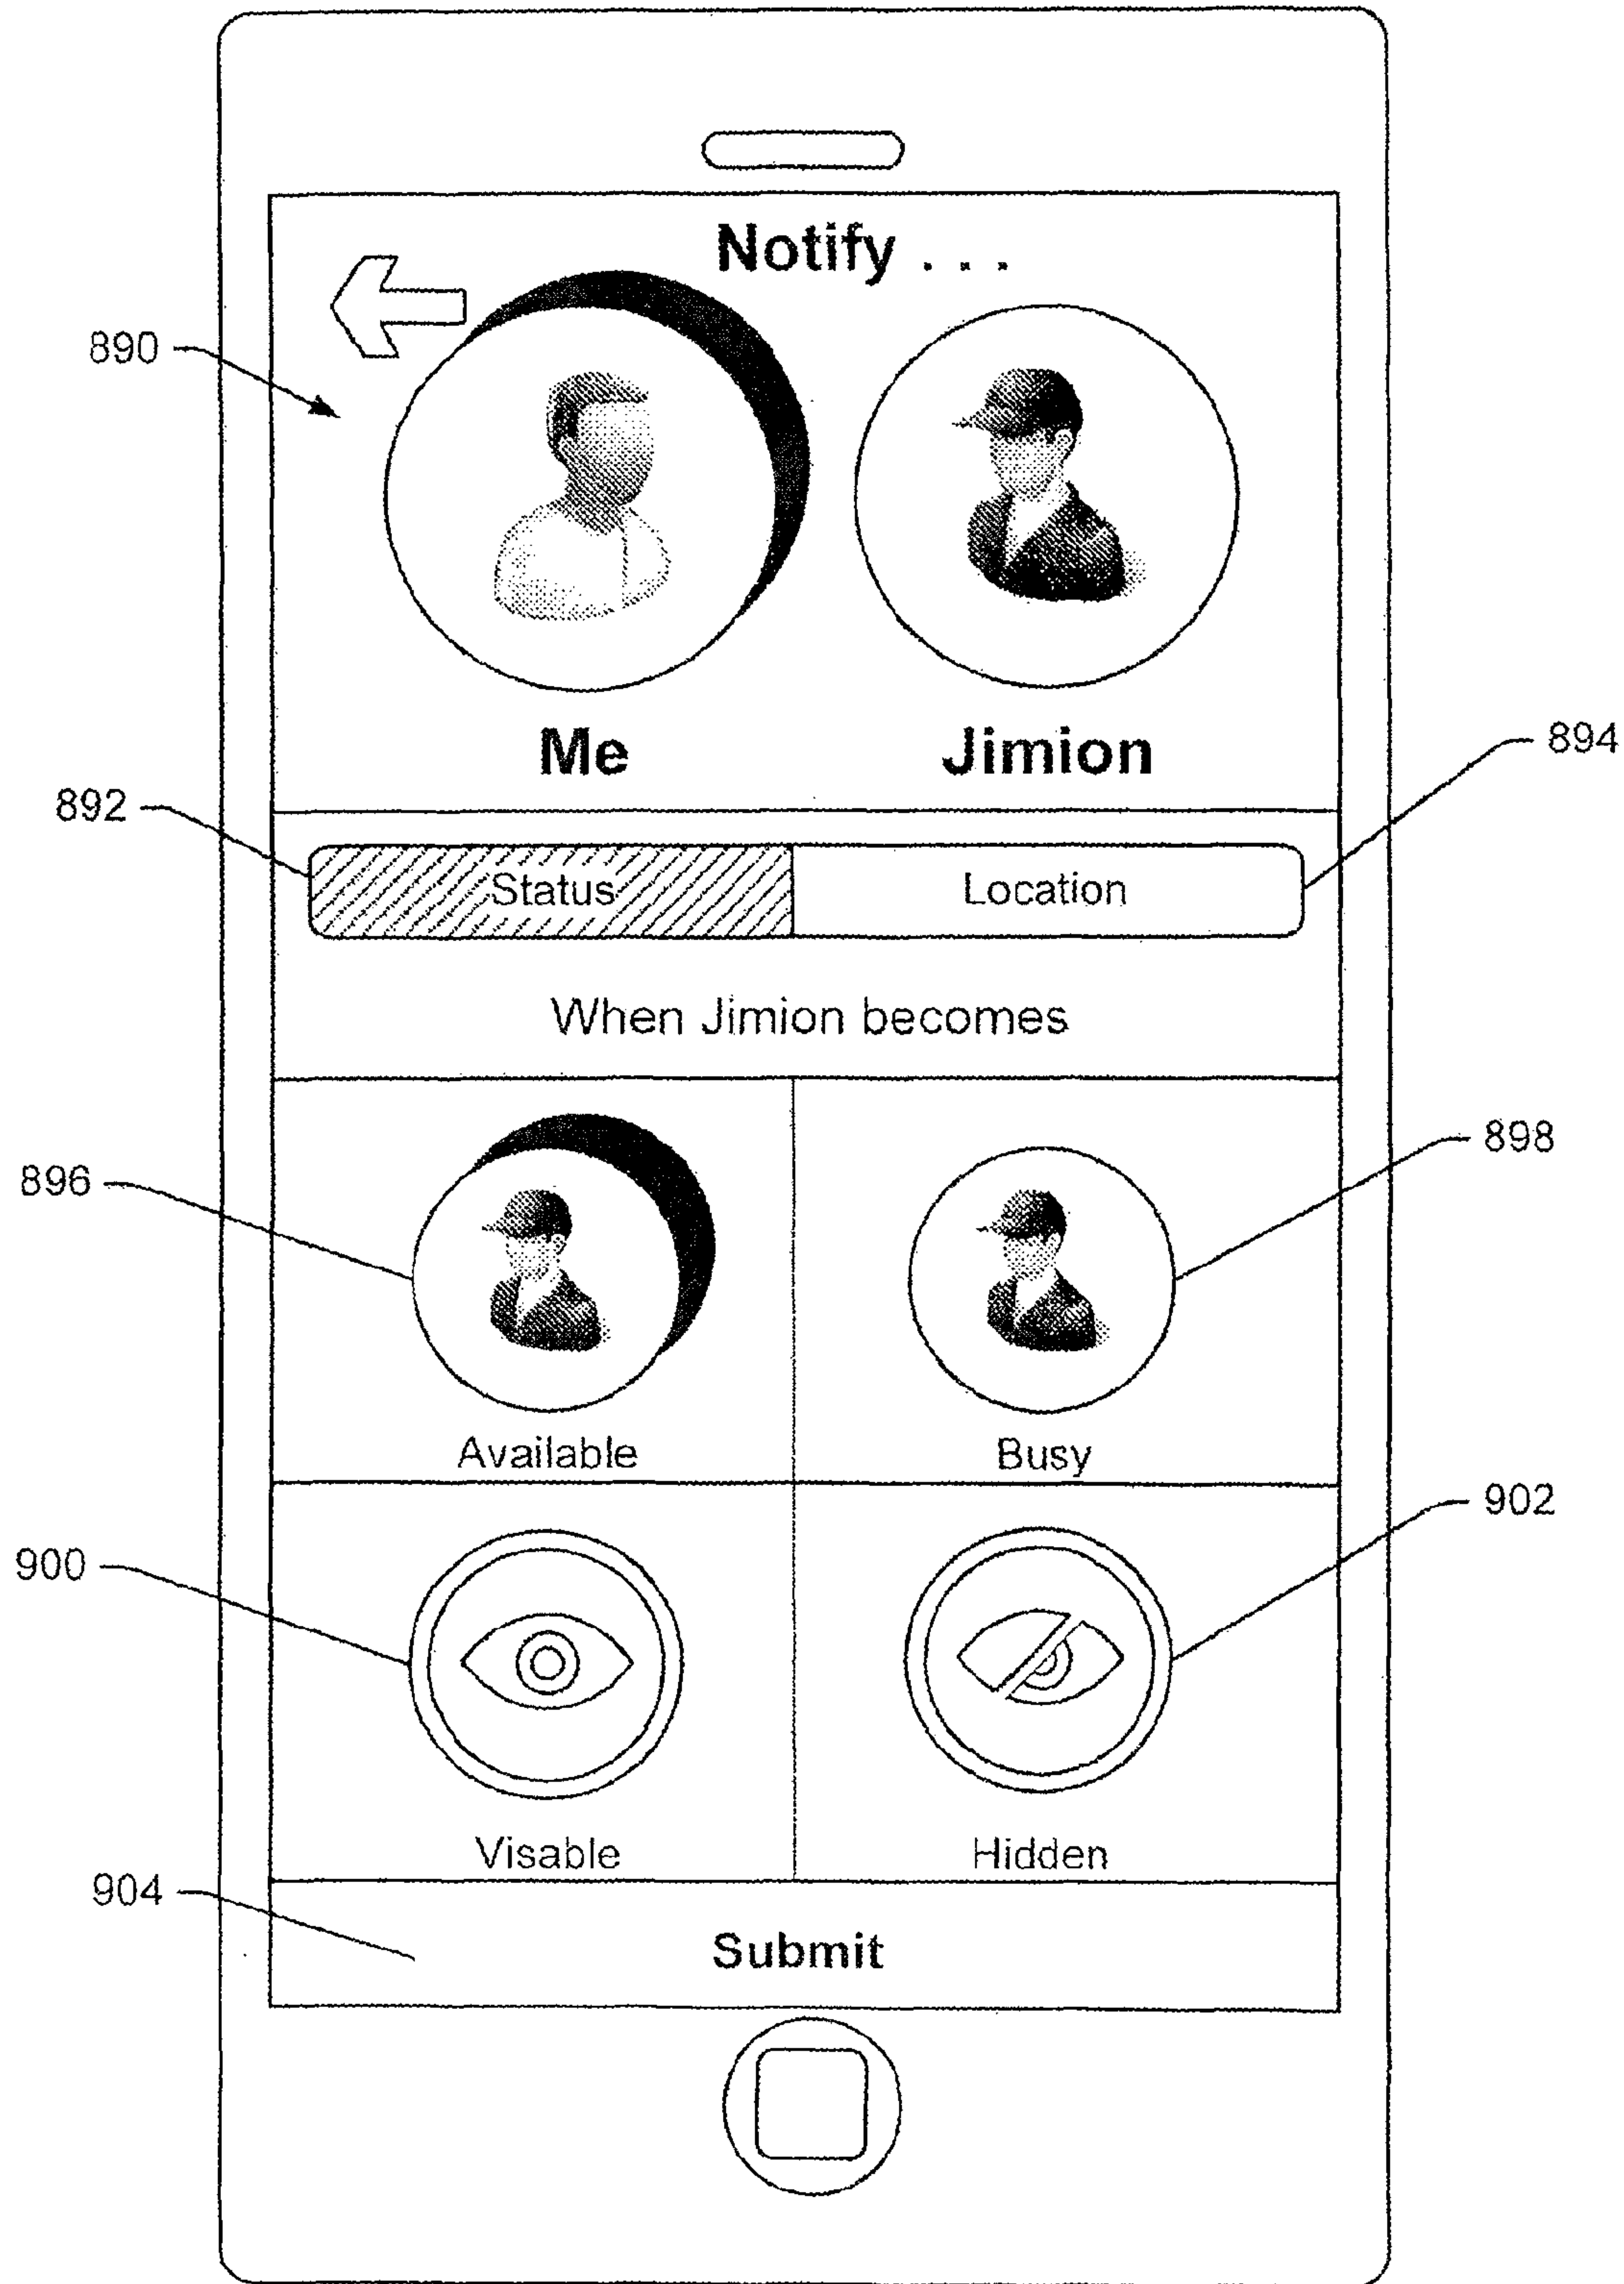 Notify . . .
890
Me
Jimion
894
892
Status
Location
When Jimion becomes
896
898
Available
Busy
900
902
Visable
Hidden
904
Submit